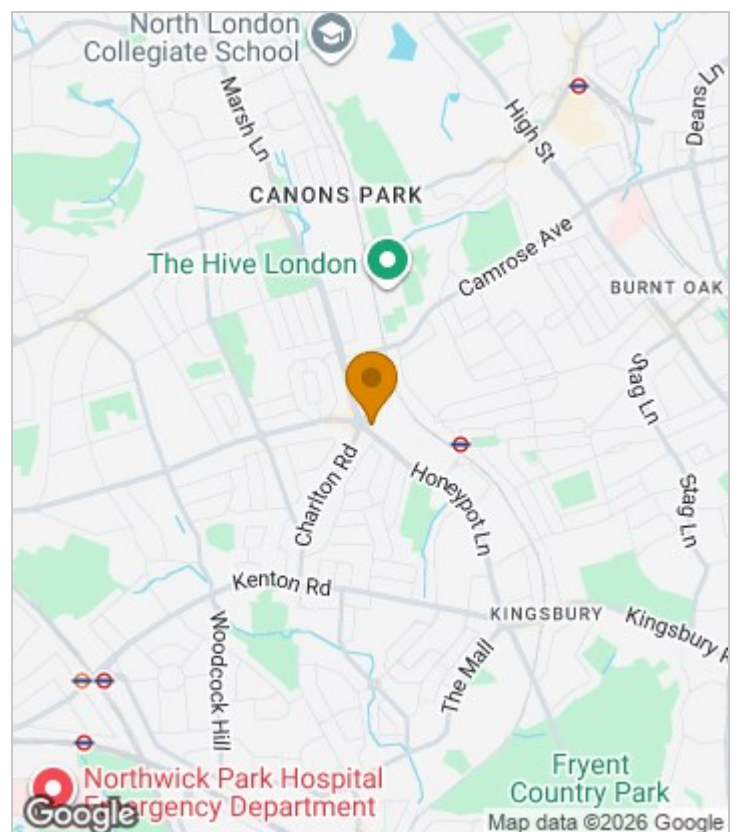 North London
Collegiate School
Marsh Ln
High St
Deans Ln
CANONS PARK
The Hive London
Camrose Ave
BURNT OAK
Stag Ln
Charlton Rd
Honeypot Ln
Stag Ln
Kenton Rd
KINGSBURY
Kingsbury R
Woodcock Hill
The Mall
Fryent
Country Park
Northwick Park Hospital
Emergency Department
Google
Map data ©2026 Google